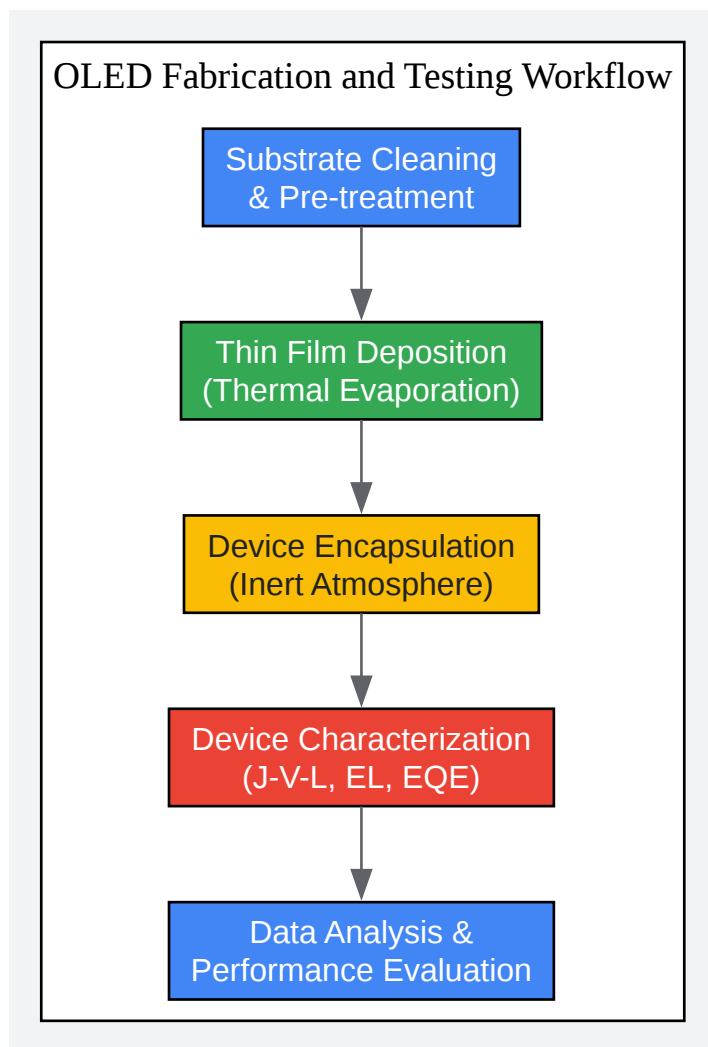 OLED Fabrication and Testing Workflow
Substrate Cleaning
& Pre-treatment
Thin Film Deposition
(Thermal Evaporation)
Device Encapsulation
(Inert Atmosphere)
Device Characterization
(J-V-L, EL, EQE)
Data Analysis &
Performance Evaluation